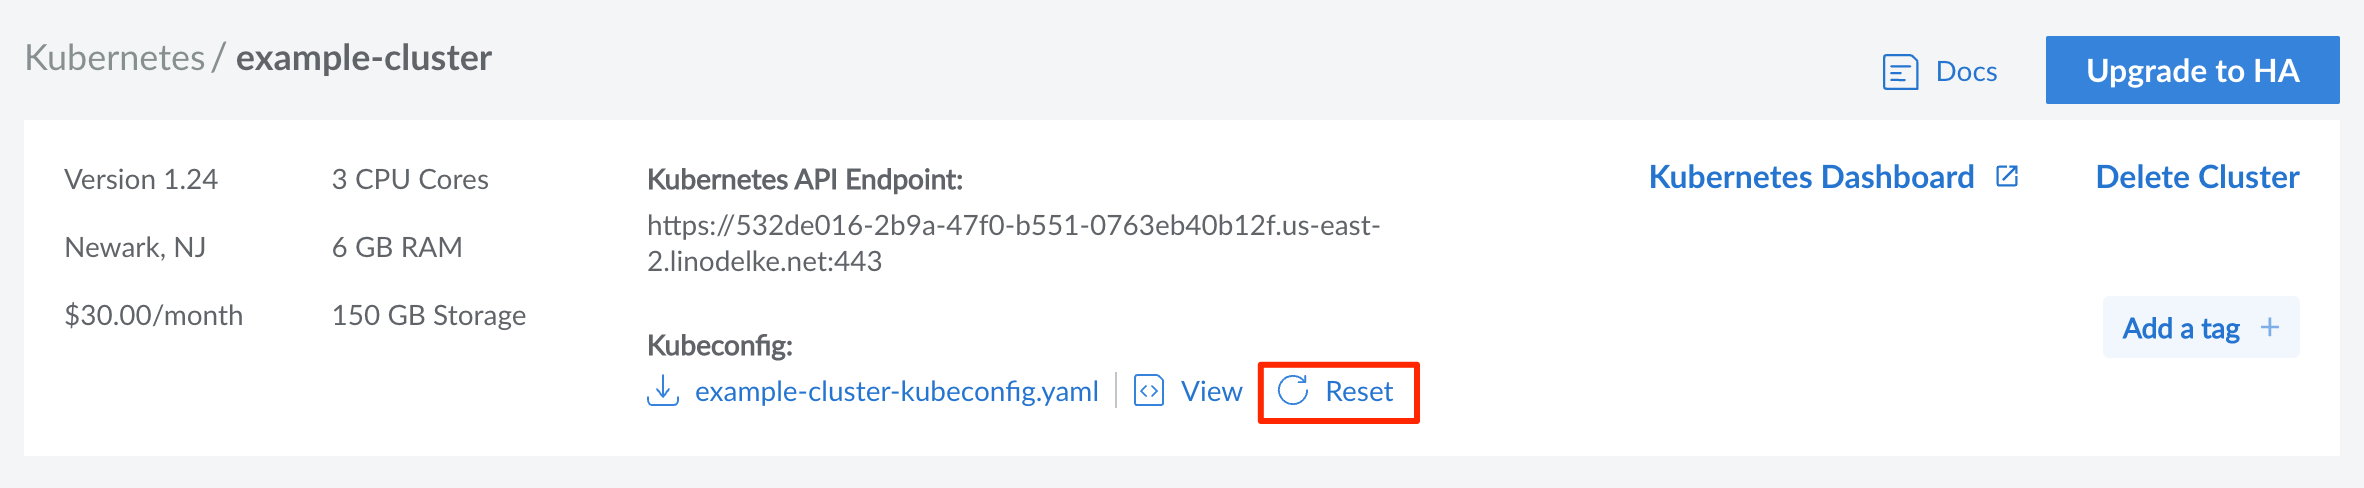 Kubernetes / example-cluster
Docs
Upgrade to HA
Version 1.24
Newark, NJ
$30.00/month
3 CPU Cores
6 GB RAM
150 GB Storage
Kubernetes API Endpoint:
https://532de016-2b9a-47f0-b551-0763eb40b12f.us-east-
2.linodelke.net:443
Kubeconfig:
example-cluster-kubeconfig.yaml
View
Reset
Kubernetes Dashboard
Delete Cluster
Add a tag +